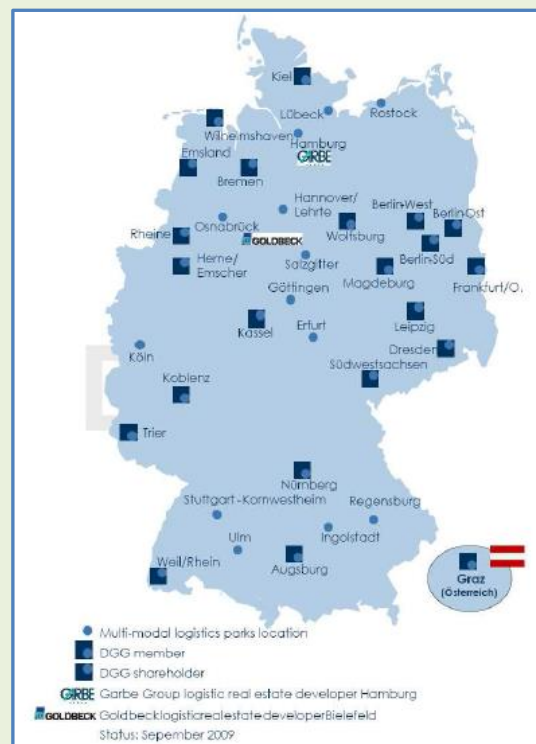 Kiel
Lübeck
Rostock
Wilhelmshaven
Hamburg
GARBE
Emsland
Bremen
Hannover/
Lehrte
Berlin-West
Berlin-Ost
Osnabrück
Wolfsburg
Rheine
GOLDBECK
Berlin-Süd
Herne/
Emscher
Salzgitter
Magdeburg
Frankfurt/O.
Göttingen
Kassel
Erfurt
Leipzig
Köln
Dresden
Südwestsachsen
Koblenz
Trier
Nürnberg
Stuttgart-Kornwestheim
Regensburg
Ulm
Ingolstadt
Weil/Rhein
Augsburg
Graz
(Österreich)
Multi-modal logistics parks location
DGG member
DGG shareholder
GARBE Garbe Group logistic real estate developer Hamburg
GOLDBECK Goldbecklogisticrealestatedeveloper Bielefeld
Status: Sepember 2009